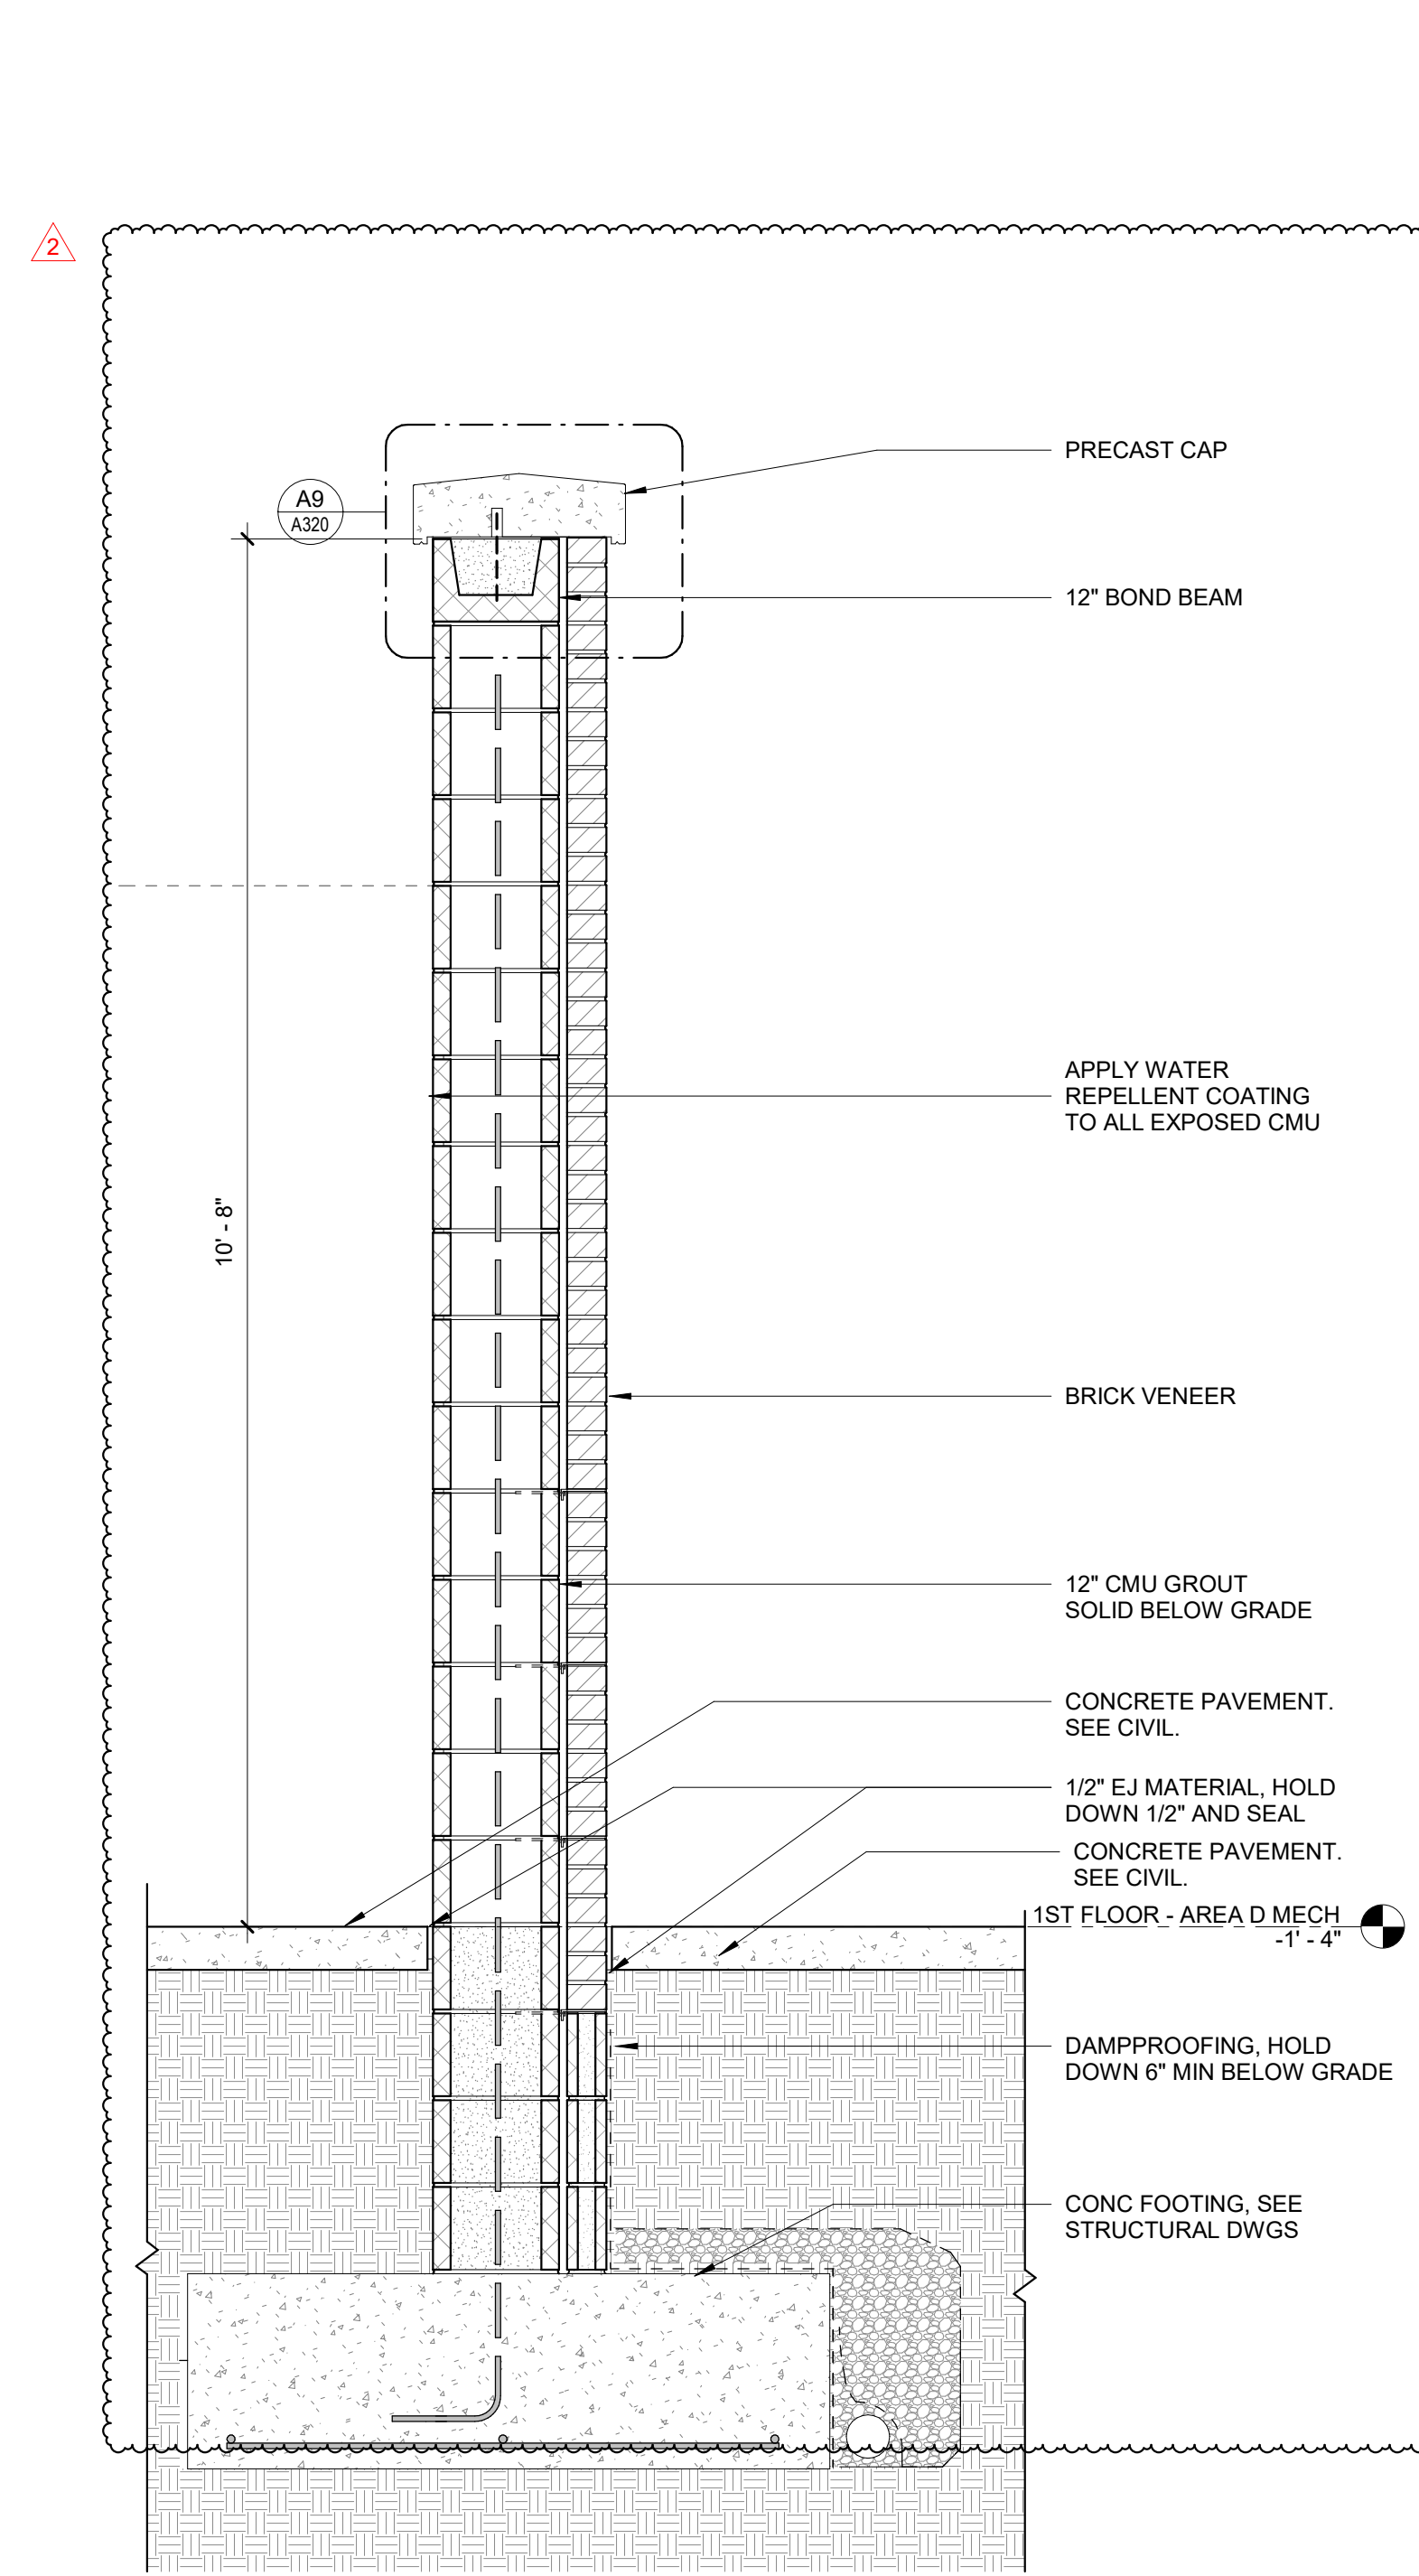 2
PRECAST CAP
A9
A320
12" BOND BEAM
APPLY WATER
REPELLENT COATING
TO ALL EXPOSED CMU
10' - 8"
BRICK VENEER
12" CMU GROUT
SOLID BELOW GRADE
CONCRETE PAVEMENT.
SEE CIVIL.
1/2" EJ MATERIAL, HOLD
DOWN 1/2" AND SEAL
CONCRETE PAVEMENT.
SEE CIVIL.
1ST FLOOR - AREA D MECH
-1' - 4"
DAMPPROOFING, HOLD
DOWN 6" MIN BELOW GRADE
CONC FOOTING, SEE
STRUCTURAL DWGS